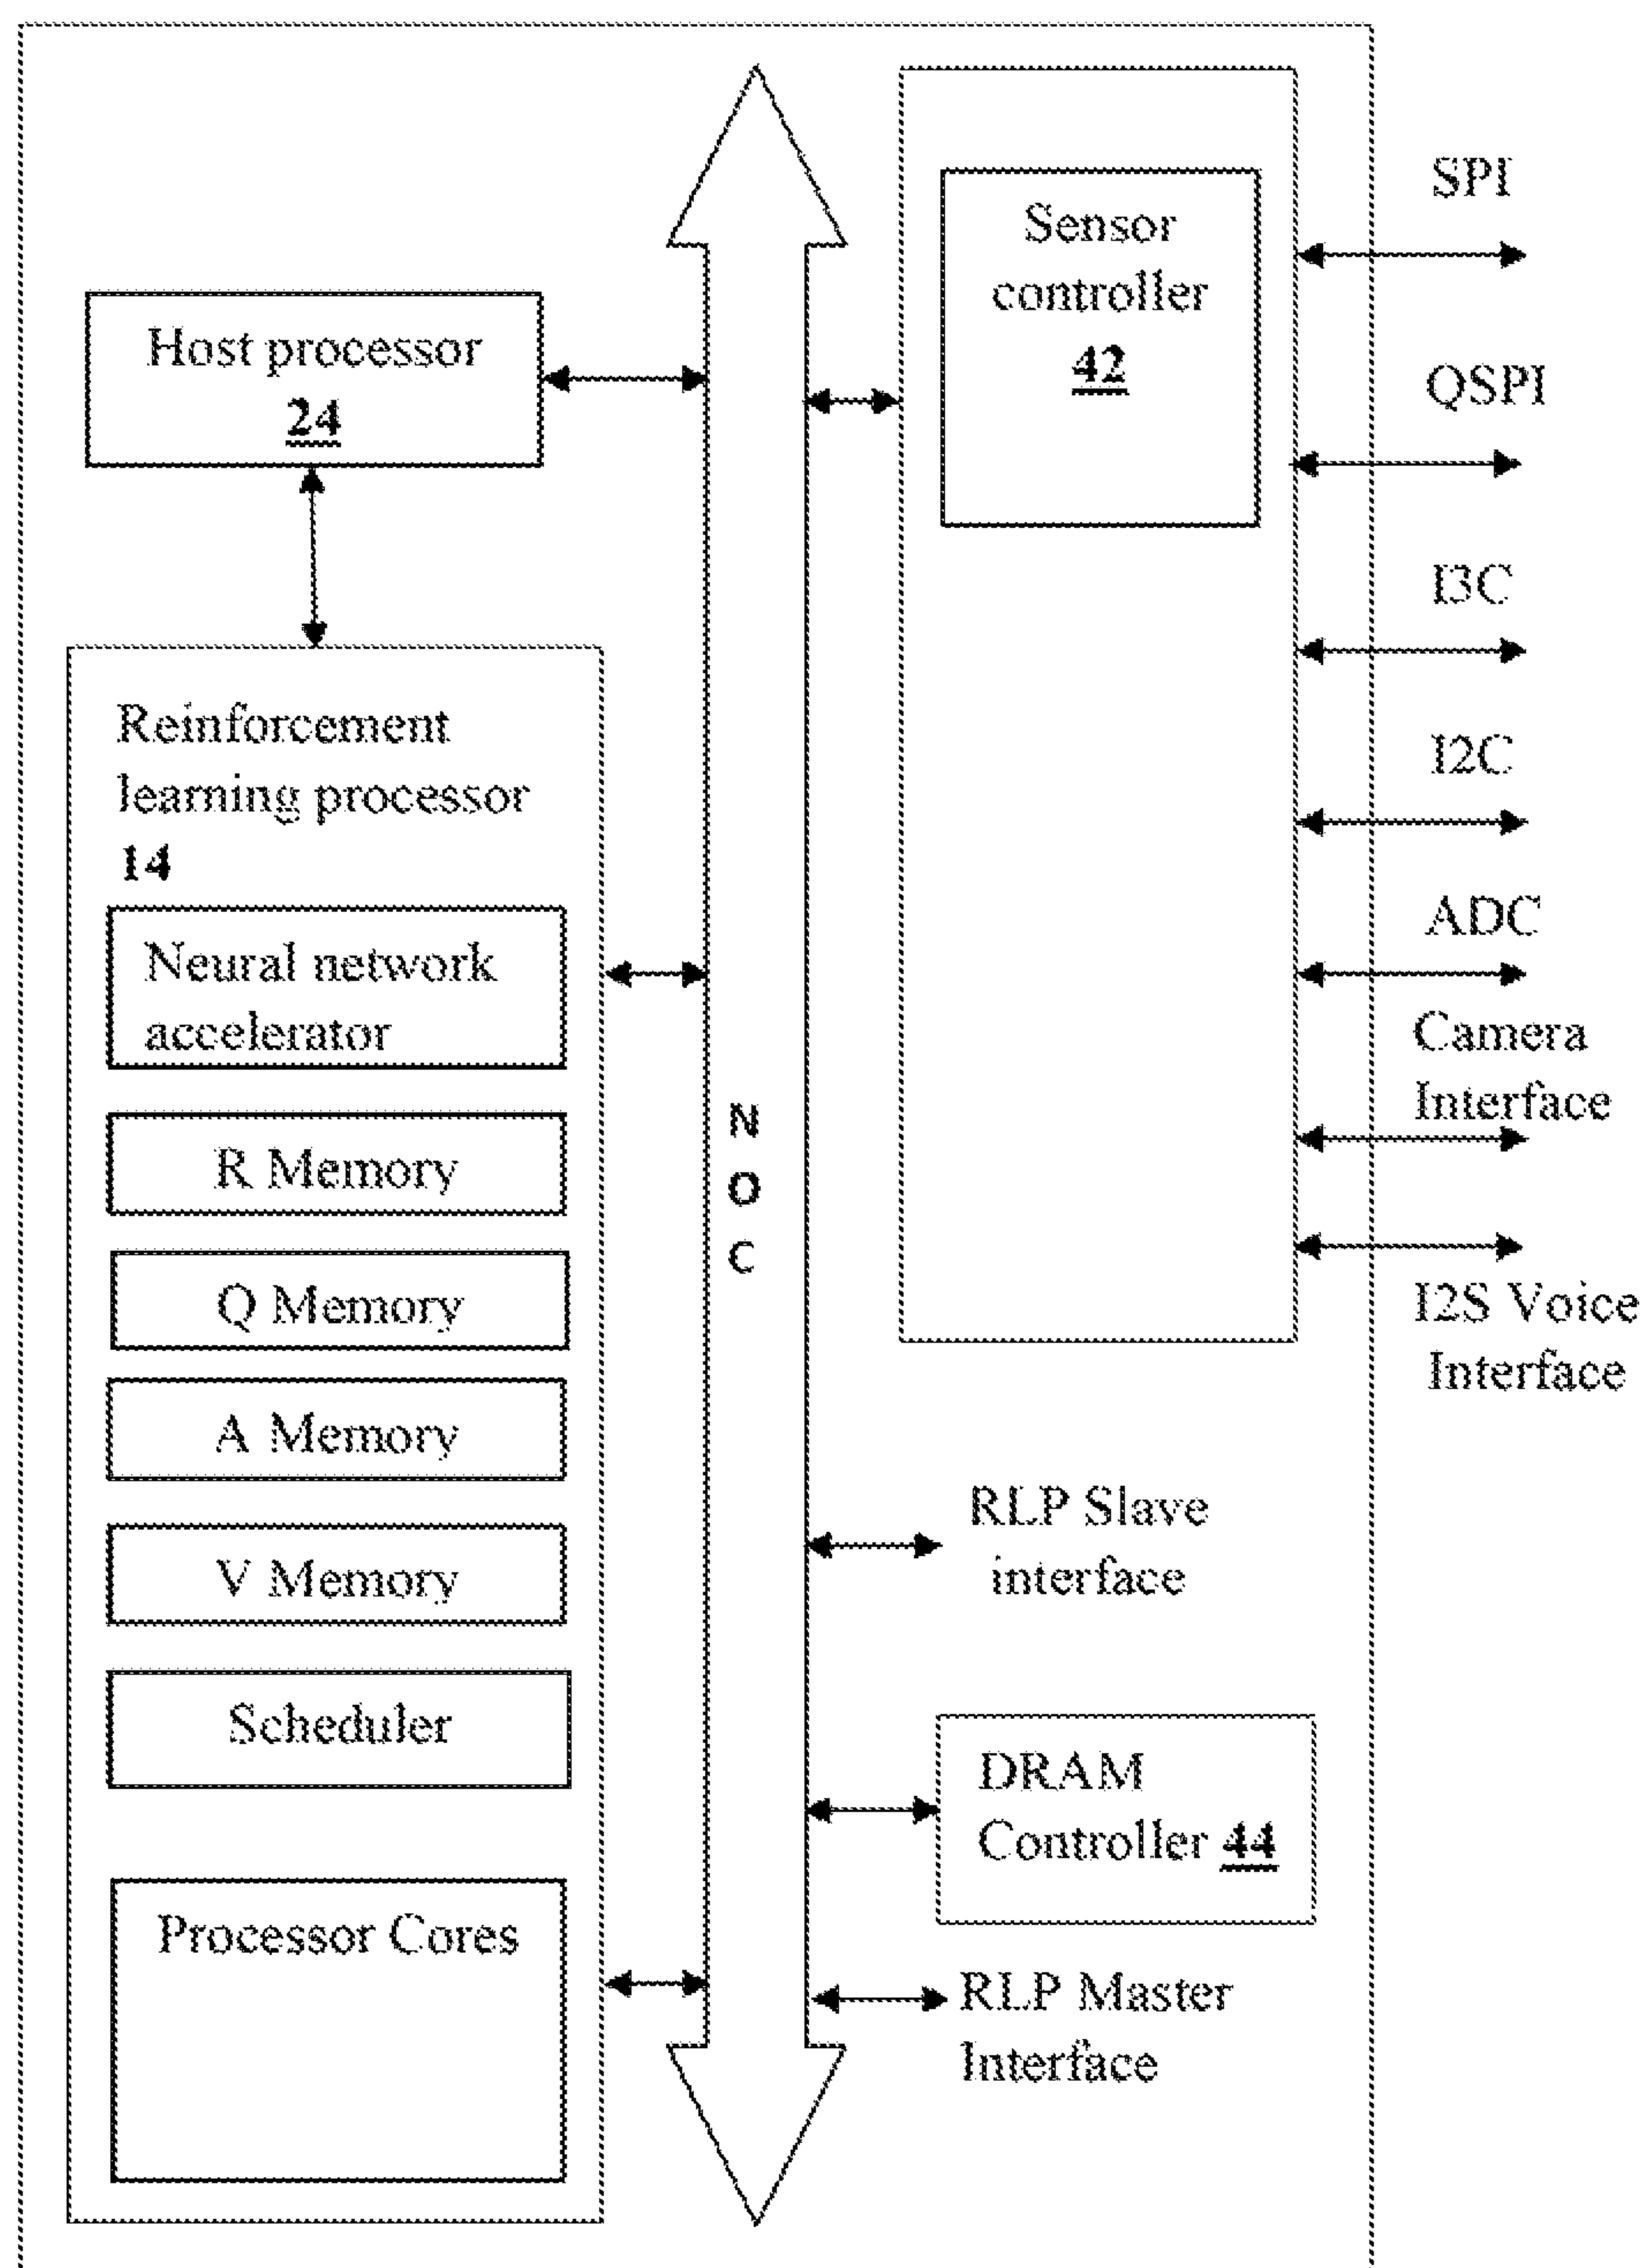 Host processor
24
Reinforcement
learning processor
14
Neural network
accelerator
R Memory
Q Memory
A Memory
V Memory
Scheduler
Processor Cores
N
O
C
Sensor
controller
42
SPI
QSPI
I3C
I2C
ADC
Camera
Interface
I2S Voice
Interface
RLP Slave
interface
DRAM
Controller 44
RLP Master
Interface